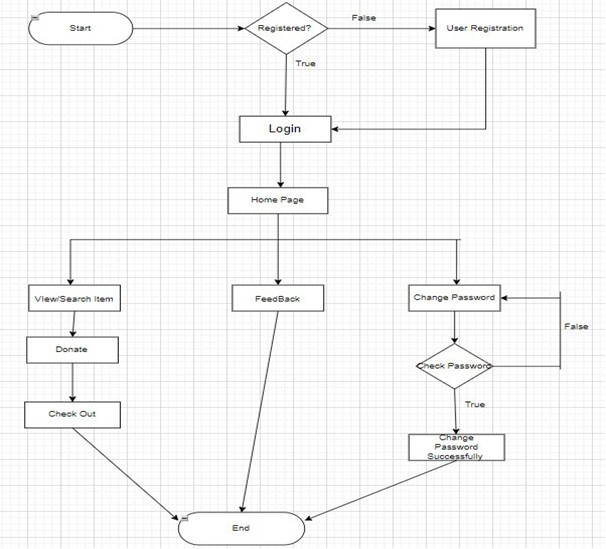 Start
Registered?
False
User Registration
True
Login
Home Page
View/Search Item
FeedBack
Change Password
False
Donate
Check Password
True
Check Out
Change
Password
Successfully
End